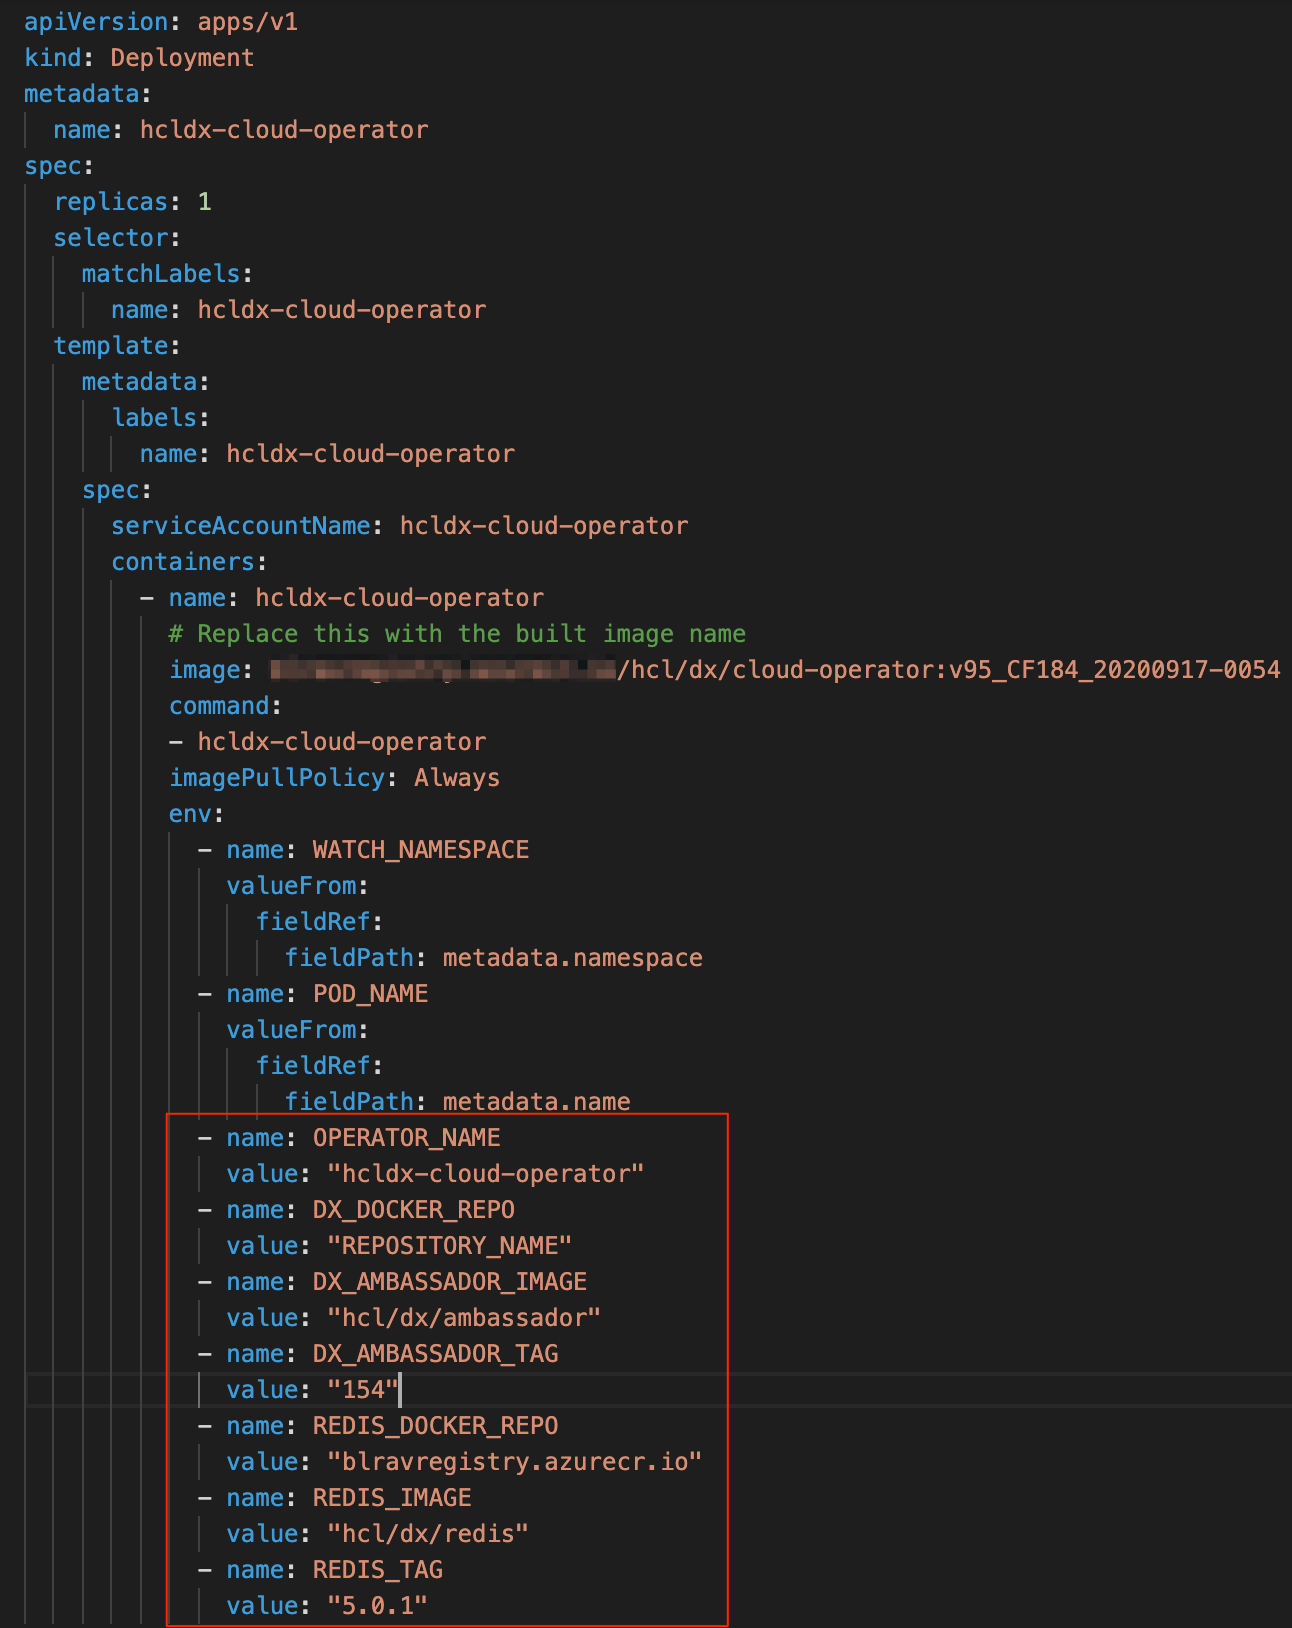 apiVersion: apps/v1
kind: Deployment
metadata:
  name: hcldx-cloud-operator
spec:
  replicas: 1
  selector:
    matchLabels:
      name: hcldx-cloud-operator
  template:
    metadata:
      labels:
        name: hcldx-cloud-operator
    spec:
      serviceAccountName: hcldx-cloud-operator
      containers:
        - name: hcldx-cloud-operator
          # Replace this with the built image name
          image: /hcl/dx/cloud-operator:v95_CF184_20200917-0054
          command:
          - hcldx-cloud-operator
          imagePullPolicy: Always
          env:
            - name: WATCH_NAMESPACE
              valueFrom:
                fieldRef:
                  fieldPath: metadata.namespace
            - name: POD_NAME
              valueFrom:
                fieldRef:
                  fieldPath: metadata.name
            - name: OPERATOR_NAME
              value: "hcldx-cloud-operator"
            - name: DX_DOCKER_REPO
              value: "REPOSITORY_NAME"
            - name: DX_AMBASSADOR_IMAGE
              value: "hcl/dx/ambassador"
            - name: DX_AMBASSADOR_TAG
              value: "154"
            - name: REDIS_DOCKER_REPO
              value: "blravregistry.azurecr.io"
            - name: REDIS_IMAGE
              value: "hcl/dx/redis"
            - name: REDIS_TAG
              value: "5.0.1"